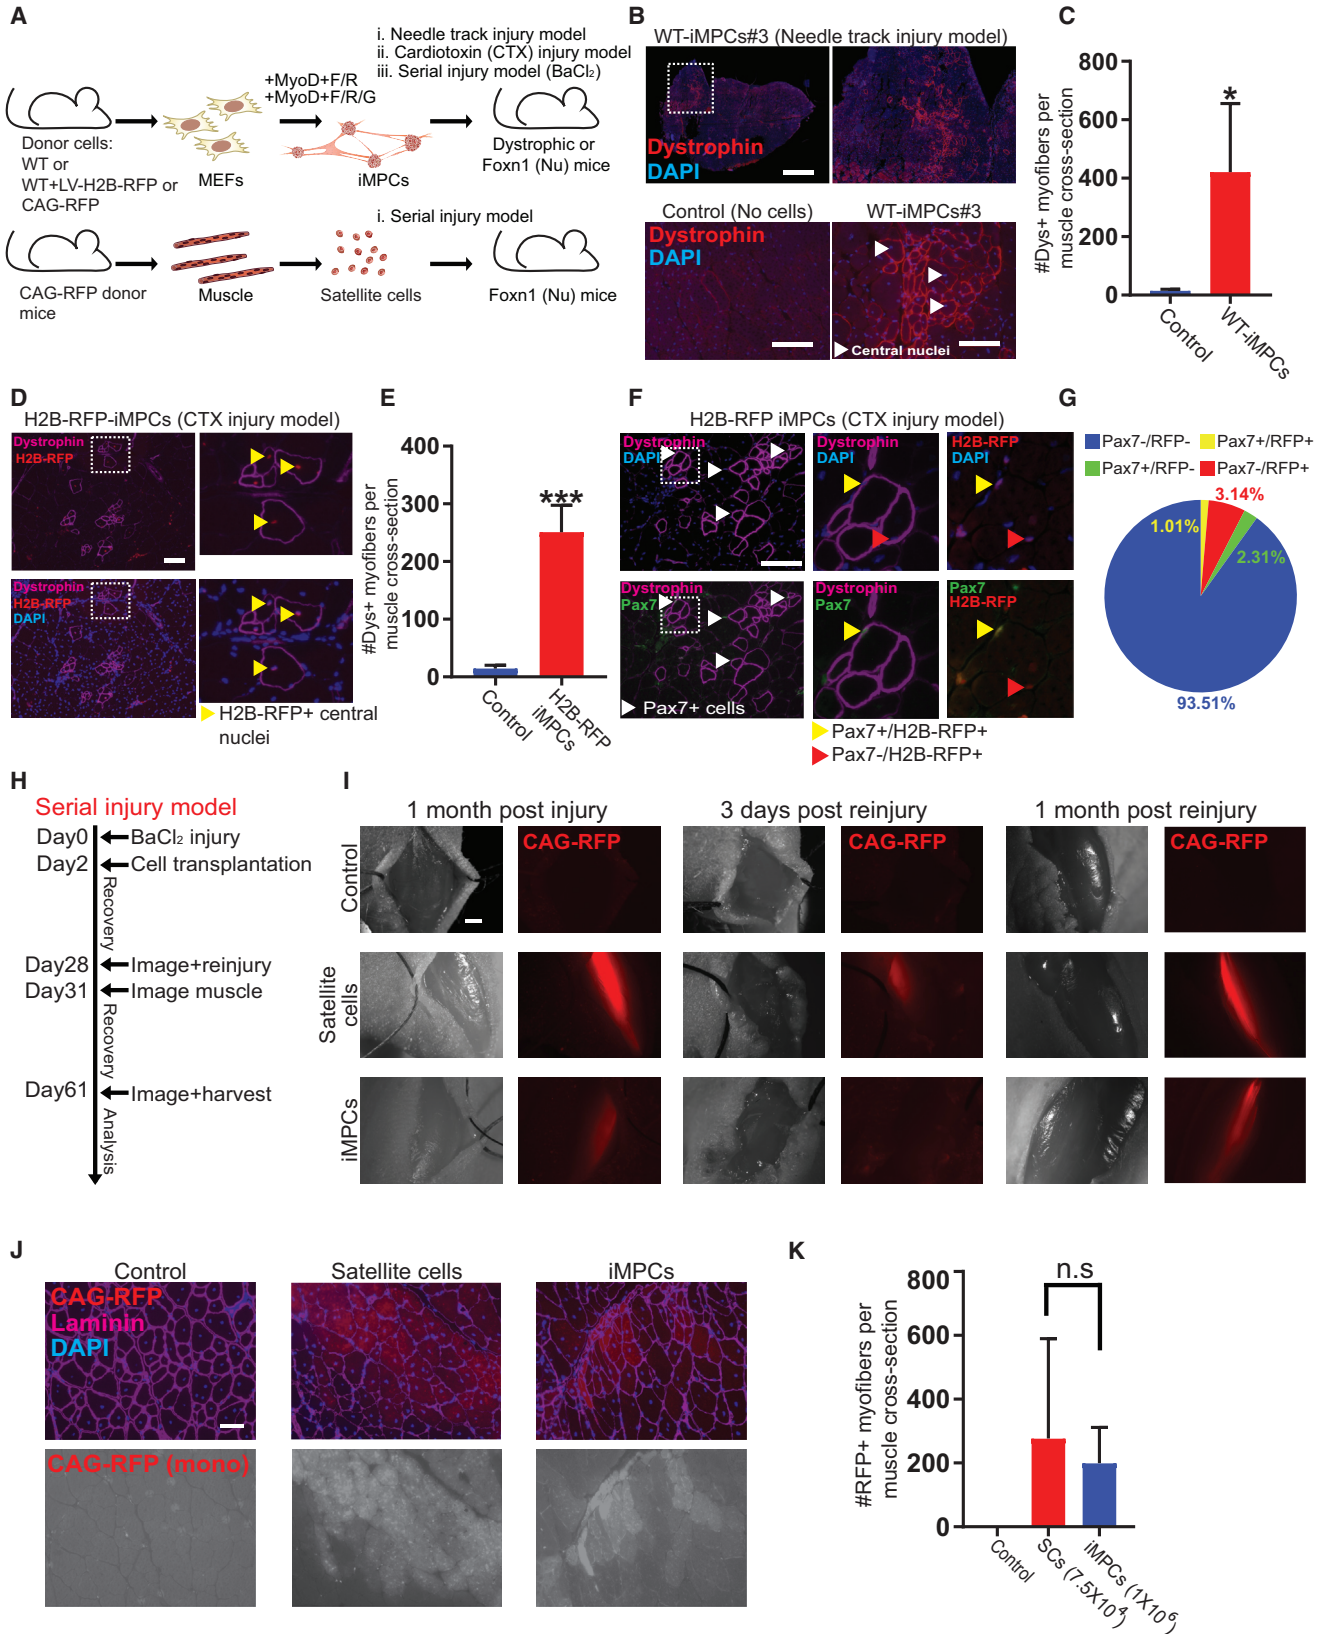 A
i. Needle track injury model
ii. Cardiotoxin (CTX) injury model
iii. Serial injury model (BaCl₂)
+MyoD+F/R
+MyoD+F/R/G
Donor cells:
WT or
WT+LV-H2B-RFP or
CAG-RFP
MEFs
iMPCs
Dystrophic or
Foxn1 (Nu) mice
i. Serial injury model
CAG-RFP donor
mice
Muscle
Satellite cells
Foxn1 (Nu) mice
B
WT-iMPCs#3 (Needle track injury model)
Dystrophin
DAPI
Control (No cells)
WT-iMPCs#3
Dystrophin
DAPI
Central nuclei
C
#Dys+ myofibers per
muscle cross-section
800
600
400
200
0
*
Control
WT-iMPCs
D
H2B-RFP-iMPCs (CTX injury model)
Dystrophin
H2B-RFP
Dystrophin
H2B-RFP
DAPI
H2B-RFP+ central
nuclei
E
#Dys+ myofibers per
muscle cross-section
400
300
200
100
0
***
Control
H2B-RFP
iMPCs
F
H2B-RFP iMPCs (CTX injury model)
Dystrophin
DAPI
Dystrophin
DAPI
H2B-RFP
DAPI
Dystrophin
Pax7
Dystrophin
Pax7
Pax7
H2B-RFP
Pax7+ cells
Pax7+/H2B-RFP+
Pax7-/H2B-RFP+
G
Pax7-/RFP-
Pax7+/RFP+
Pax7+/RFP-
Pax7-/RFP+
3.14%
1.01%
2.31%
93.51%
H
Serial injury model
Day0
BaCl₂ injury
Day2
Cell transplantation
Recovery
Day28
Image+reinjury
Day31
Image muscle
Recovery
Day61
Image+harvest
Analysis
I
1 month post injury
3 days post reinjury
1 month post reinjury
Control
CAG-RFP
CAG-RFP
CAG-RFP
Satellite
cells
iMPCs
J
Control
Satellite cells
iMPCs
CAG-RFP
Laminin
DAPI
CAG-RFP (mono)
K
#RFP+ myofibers per
muscle cross-section
800
600
400
200
0
n.s
Control
SCs (7.5X10⁴)
iMPCs (1X10⁶)